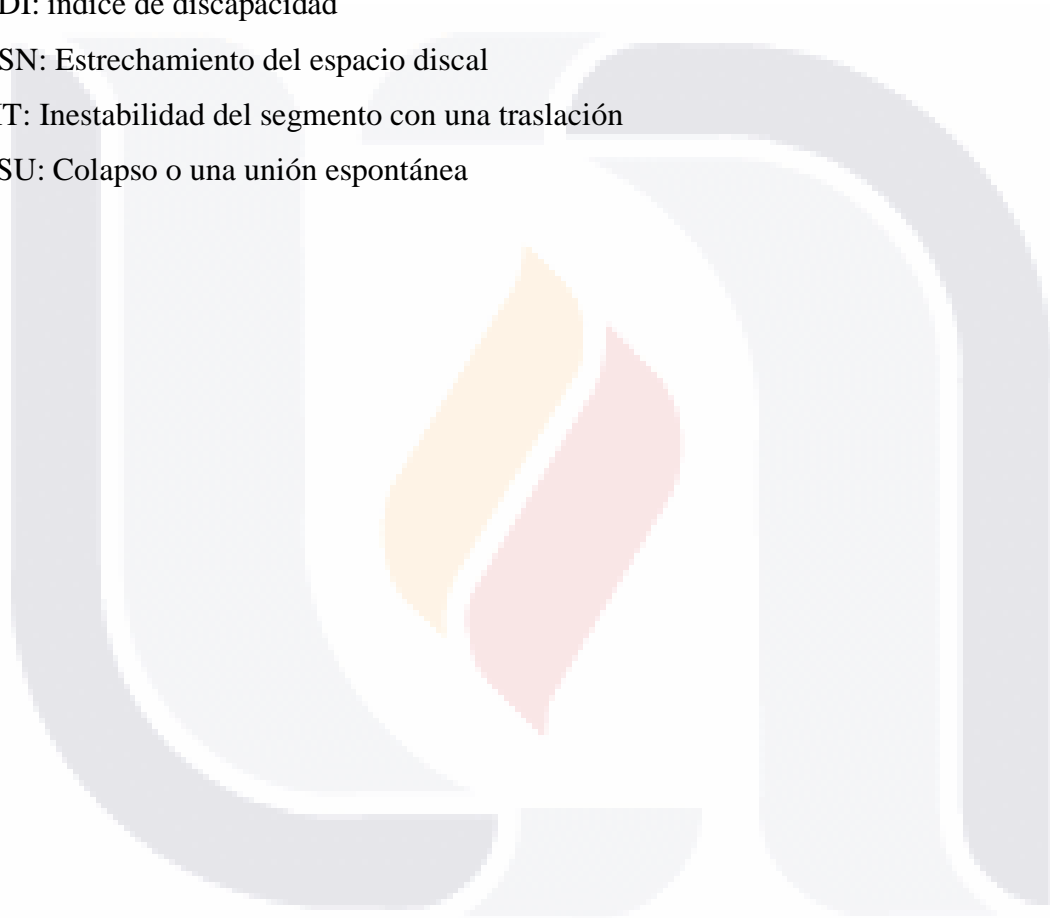 DI: índice de discapacidad
SN: Estrechamiento del espacio discal
IT: Inestabilidad del segmento con una traslación
SU: Colapso o una unión espontánea